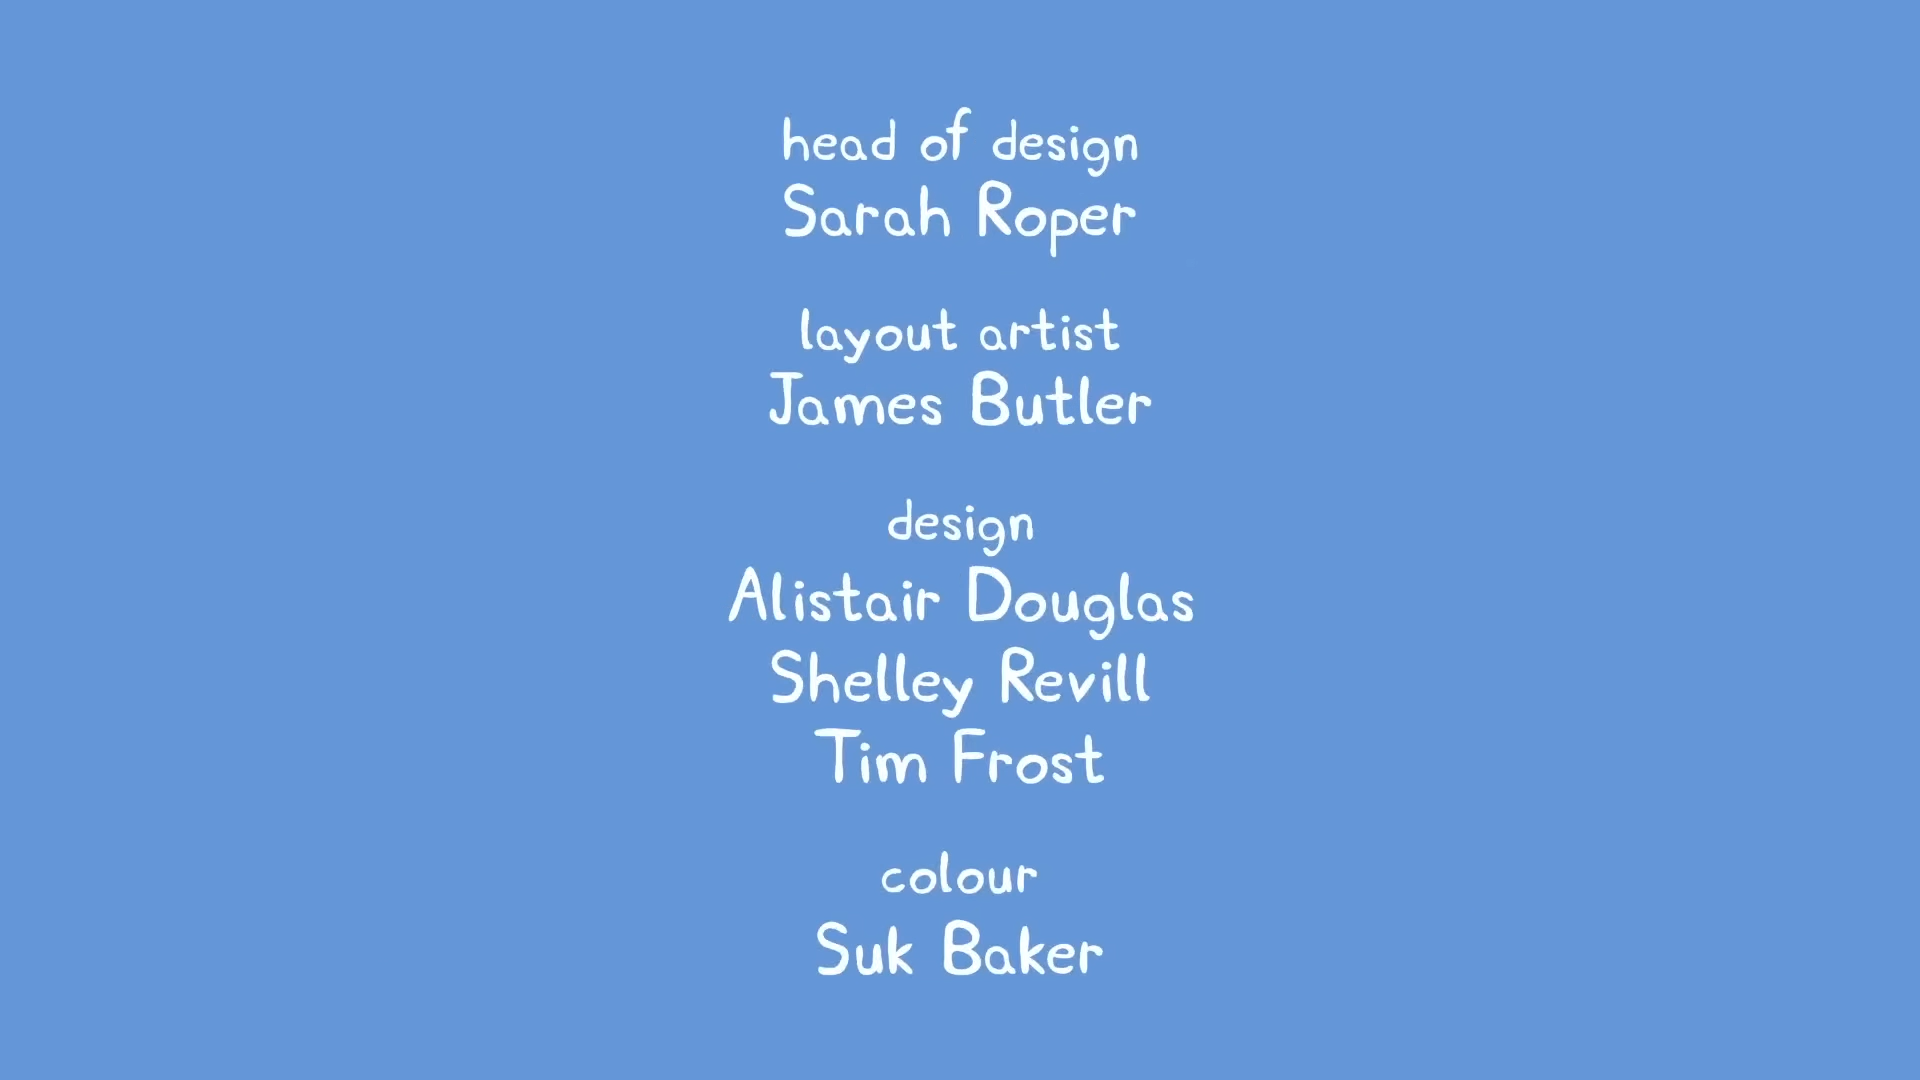 head of design
Sarah Roper
layout artist
James Butler
design
Alistair Douglas
Shelley Revill
Tim Frost
colour
Suk Baker